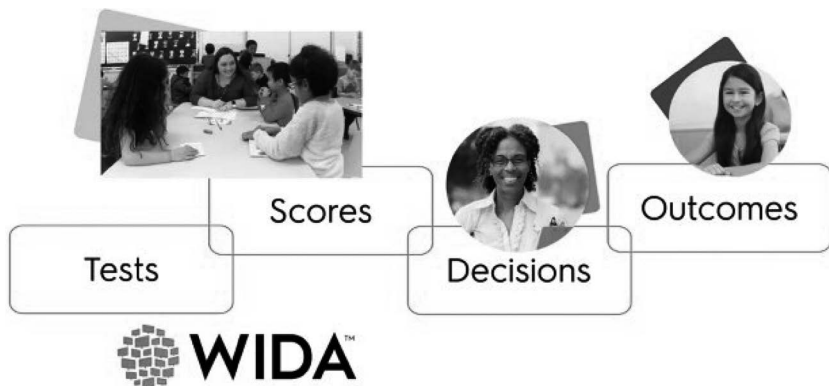 Tests
Scores
Decisions
Outcomes
WIDA™